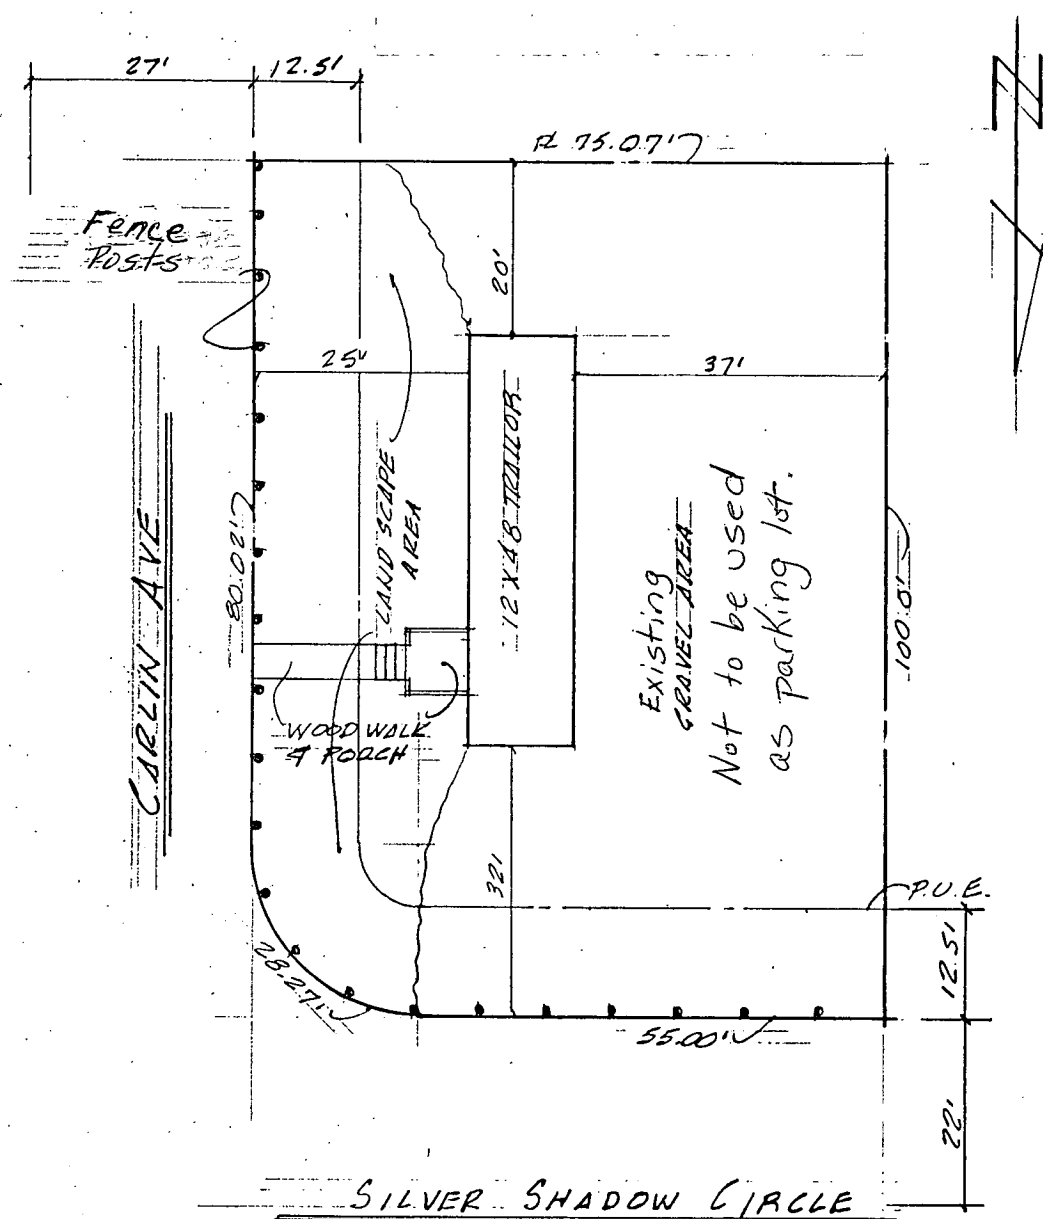 27'
12.5'
PL 75.07'
N
Fence
Posts
20'
25'
37'
12 X 48 TRAILOR
LANDSCAPE
AREA
CARLIN AVE
80.02'
Existing
GRAVEL AREA
Not to be used
as parking lot.
100.0'
WOOD WALK
& PORCH
32'
P.U.E.
12.5'
28.27'
55.00'
22'
SILVER SHADOW CIRCLE